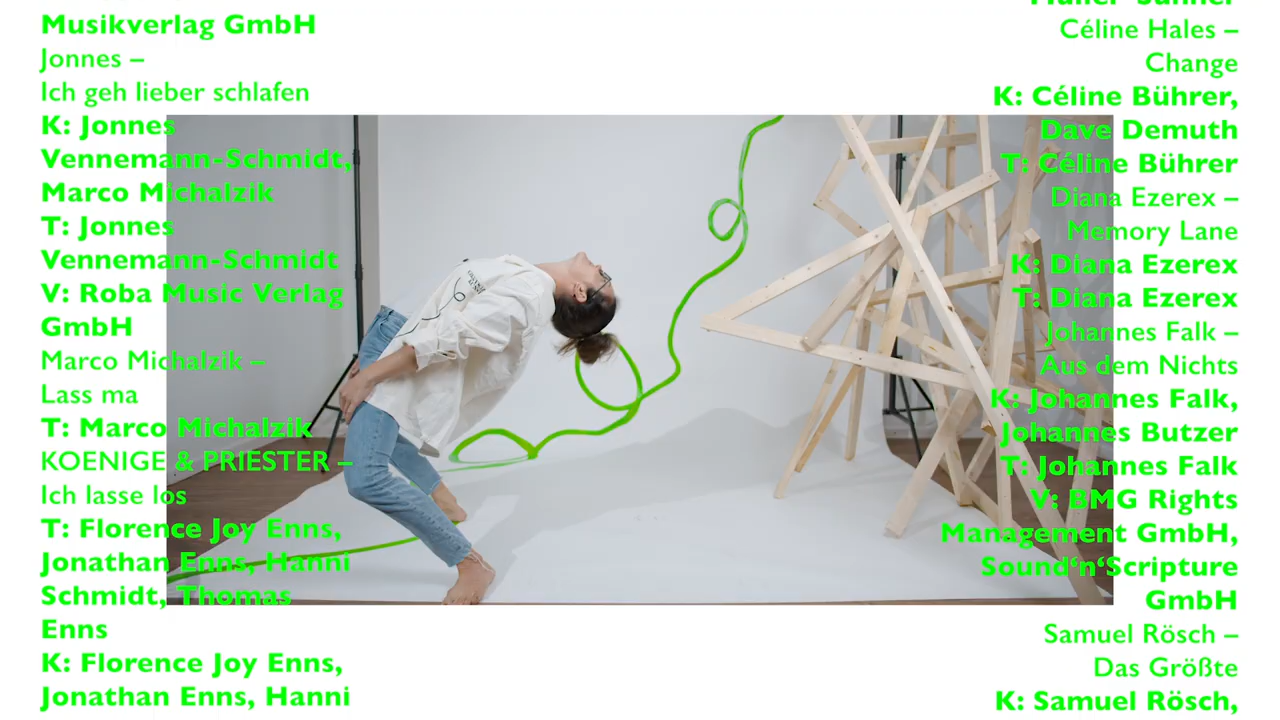 Musikverlag GmbH
Jonnes –
Ich geh lieber schlafen
K: Jonnes
Vennemann-Schmidt,
Marco Michalzik
T: Jonnes
Vennemann-Schmidt
V: Roba Music Verlag
GmbH
Marco Michalzik –
Lass ma
T: Marco Michalzik
KOENIGE & PRIESTER –
Ich lasse los
T: Florence Joy Enns,
Jonathan Enns, Hanni
Schmidt, Thomas
Enns
K: Florence Joy Enns,
Jonathan Enns, Hanni
Céline Hales –
Change
K: Céline Bührer,
Dave Demuth
T: Céline Bührer
Diana Ezerex –
Memory Lane
K: Diana Ezerex
T: Diana Ezerex
Johannes Falk –
Aus dem Nichts
K: Johannes Falk,
Johannes Butzer
T: Johannes Falk
V: BMG Rights
Management GmbH,
Sound‘n‘Scripture
GmbH
Samuel Rösch –
Das Größte
K: Samuel Rösch,